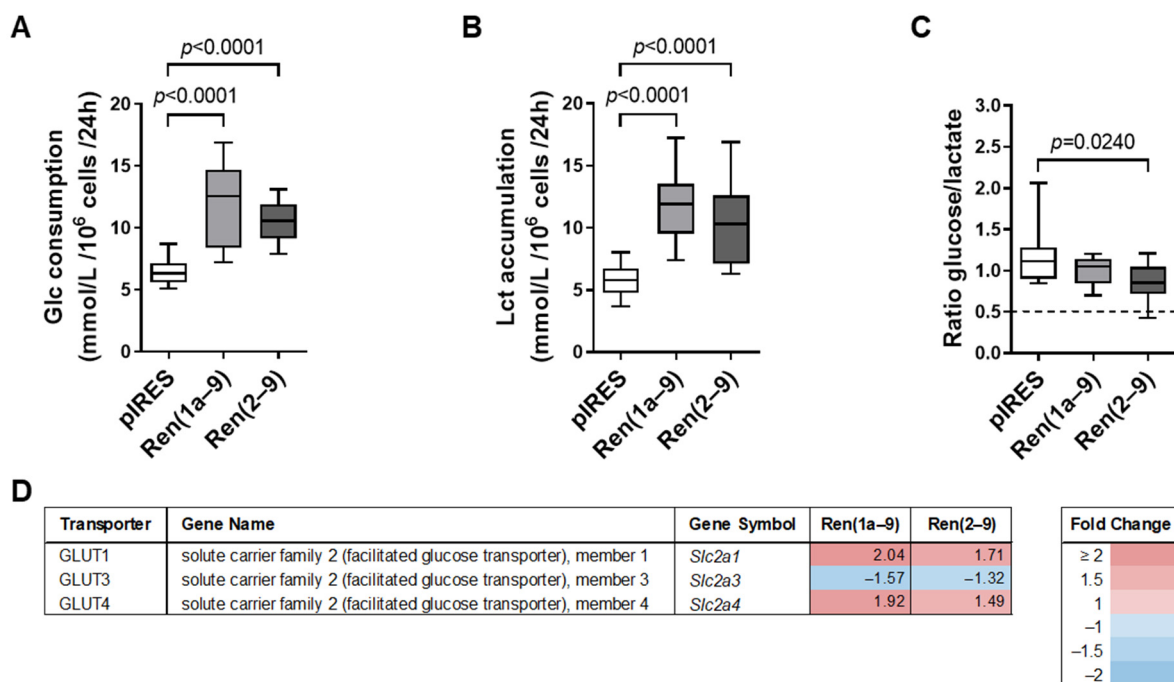 A
Glc consumption
(mmol/L /10⁶ cells /24h)
p<0.0001
p<0.0001
20
15
10
5
0
pIRES
Ren(1a–9)
Ren(2–9)
B
Lct accumulation
(mmol/L /10⁶ cells /24h)
p<0.0001
p<0.0001
20
15
10
5
0
pIRES
Ren(1a–9)
Ren(2–9)
C
Ratio glucose/lactate
p=0.0240
3.0
2.5
2.0
1.5
1.0
0.5
0.0
pIRES
Ren(1a–9)
Ren(2–9)
D
Transporter Gene Name Gene Symbol Ren(1a–9) Ren(2–9)
GLUT1 solute carrier family 2 (facilitated glucose transporter), member 1 Slc2a1 2.04 1.71
GLUT3 solute carrier family 2 (facilitated glucose transporter), member 3 Slc2a3 –1.57 –1.32
GLUT4 solute carrier family 2 (facilitated glucose transporter), member 4 Slc2a4 1.92 1.49
Fold Change
≥ 2
1.5
1
–1
–1.5
–2